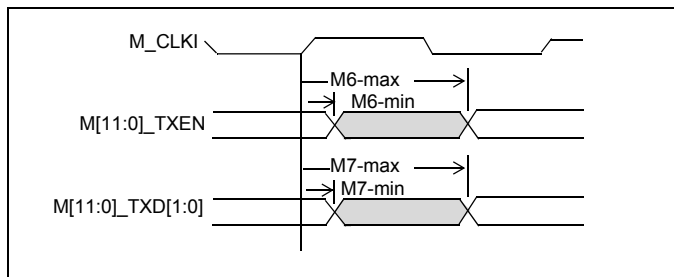 M_CLKI
M6-max
M6-min
M[11:0]_TXEN
M7-max
M7-min
M[11:0]_TXD[1:0]